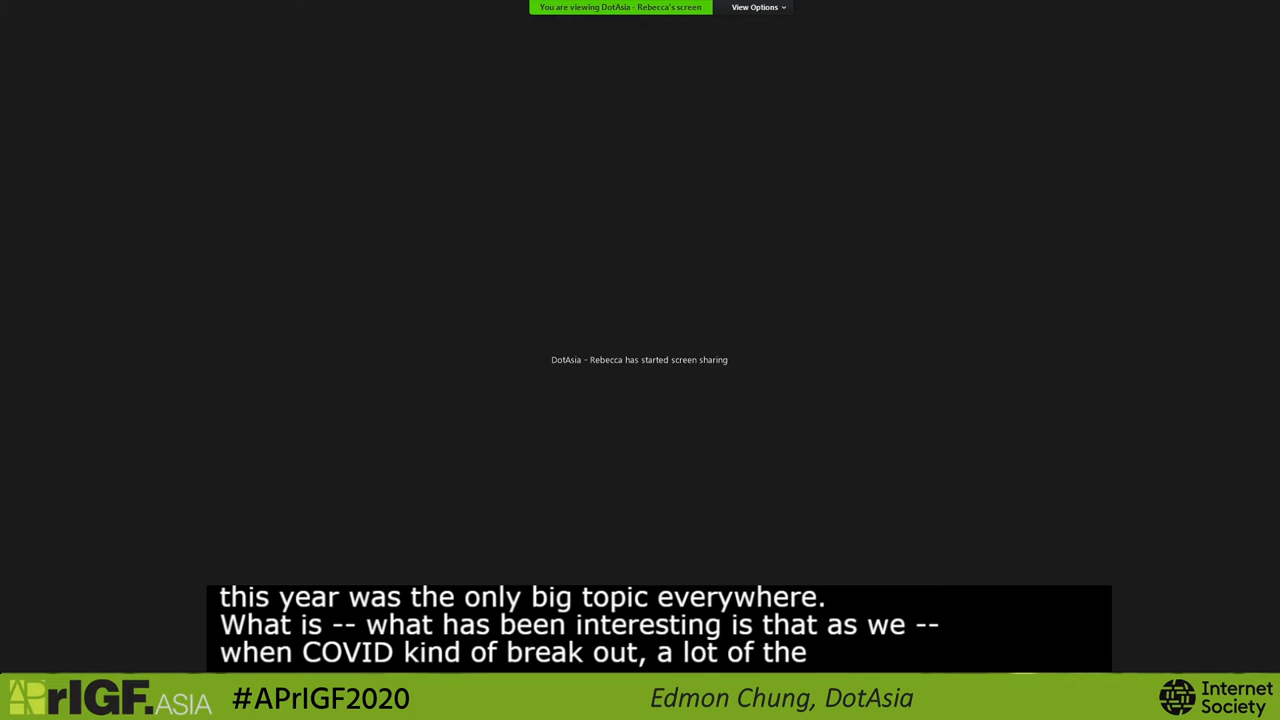 You are viewing DotAsia - Rebecca's screen
View Options
DotAsia - Rebecca has started screen sharing
this year was the only big topic everywhere.
What is -- what has been interesting is that as we --
when COVID kind of break out, a lot of the
APrIGF.ASIA
#APrIGF2020
Edmon Chung, DotAsia
Internet
Society